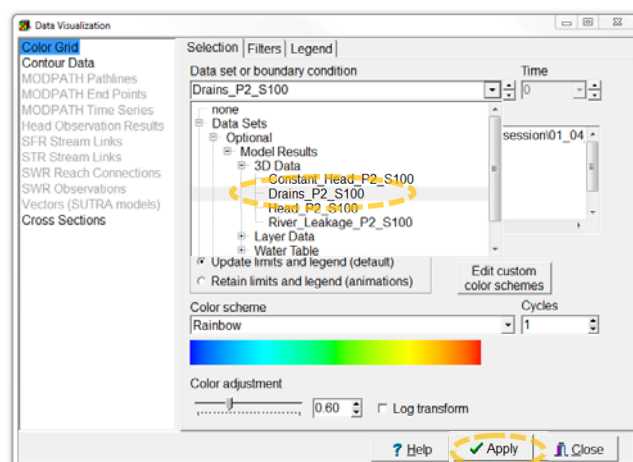 Data Visualization
Color Grid
Contour Data
MODPATH Pathlines
MODPATH End Points
MODPATH Time Series
Head Observation Results
SFR Stream Links
STR Stream Links
SWR Reach Connections
SWR Observations
Vectors (SUTRA models)
Cross Sections
Selection Filters Legend
Data set or boundary condition Time
Drains_P2_S100 0
none
Data Sets
Optional
Model Results
3D Data
Constant_Head_P2_S100
Drains_P2_S100
Head_P2_S100
River_Leakage_P2_S100
Layer Data
Water Table
session\01_04
Update limits and legend (default)
Retain limits and legend (animations)
Edit custom
color schemes
Color scheme Cycles
Rainbow 1
Color adjustment
0.60 Log transform
? Help Apply Close